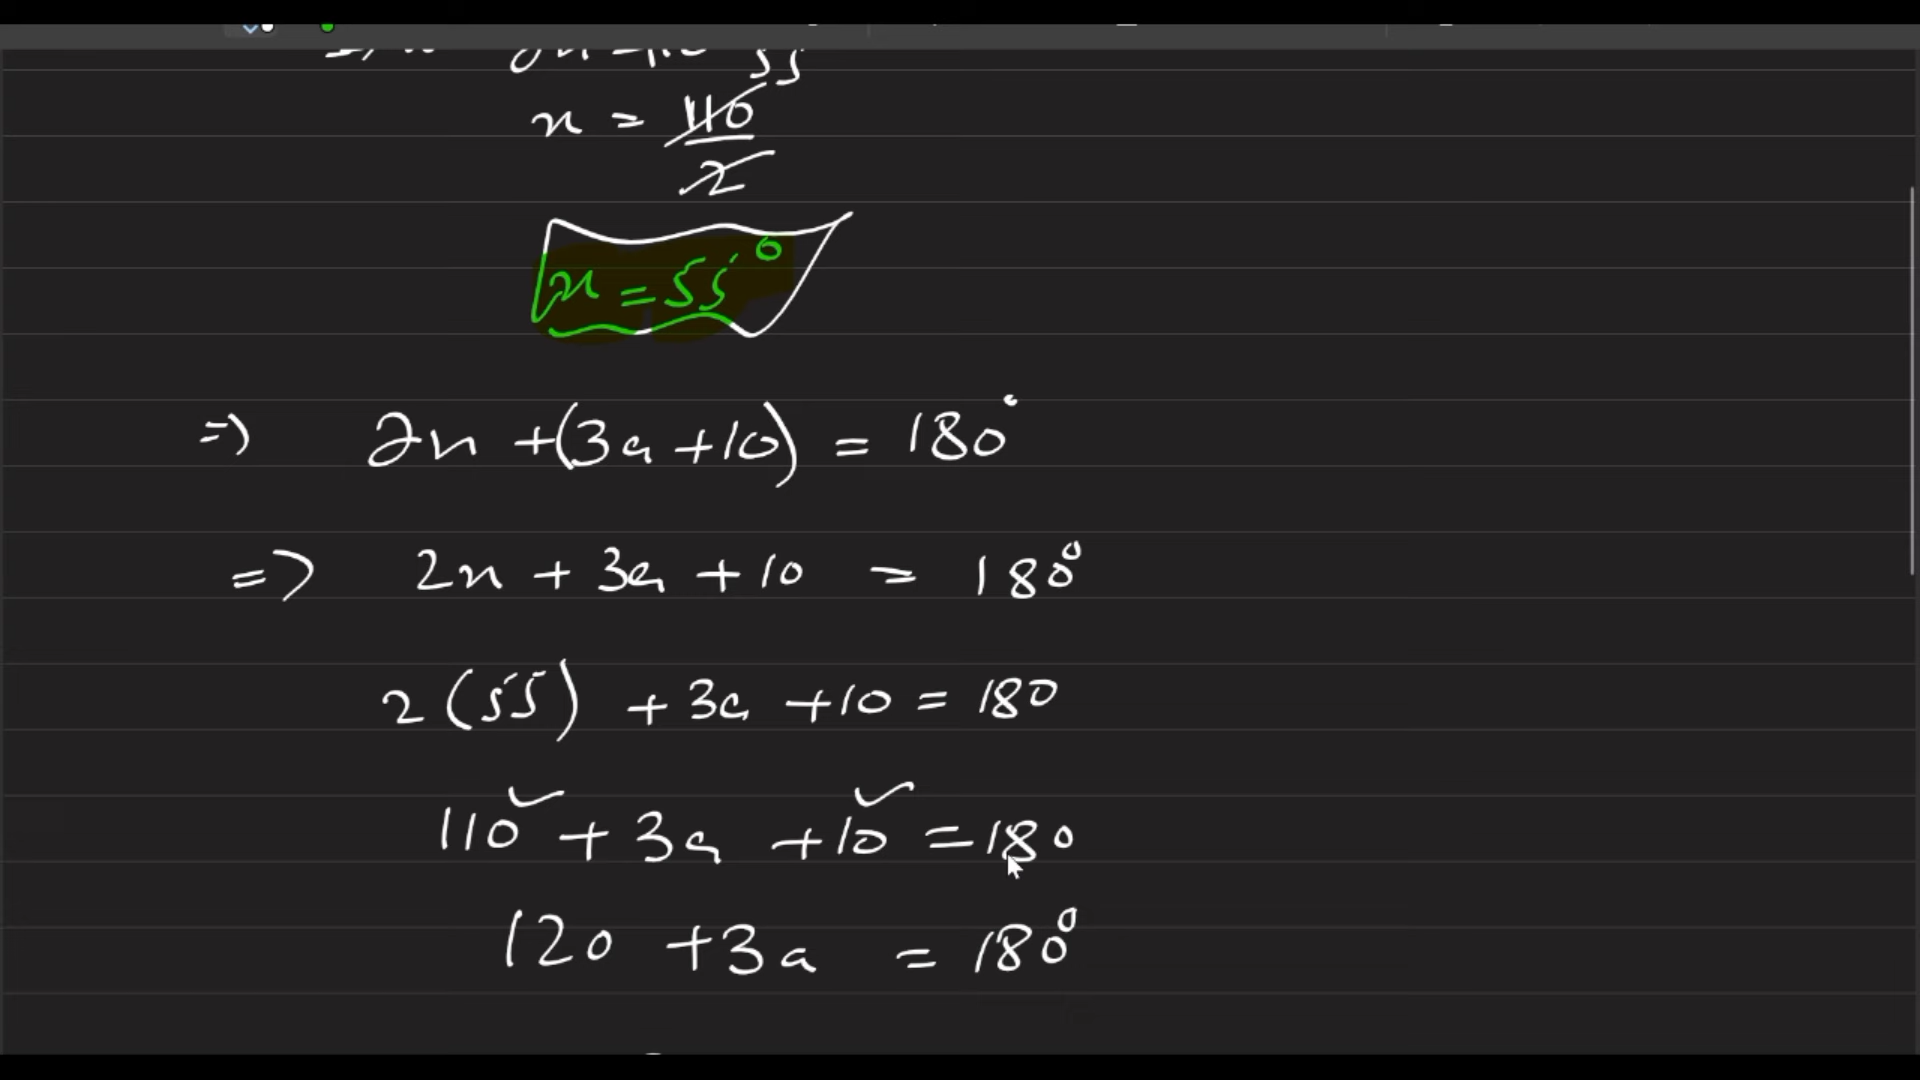 x = 110
2
x = 55°
=> 2x + (3a + 10) = 180°
=> 2x + 3a + 10 = 180°
2 (55) + 3a + 10 = 180
110 + 3a + 10 = 180
120 + 3a = 180°